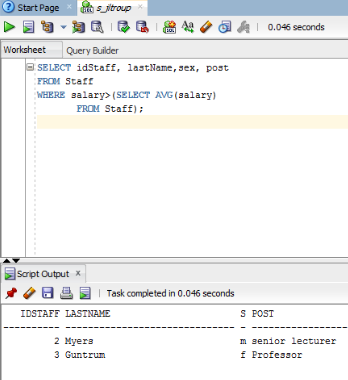 Start Page
s_jltroup
0.046 seconds
Worksheet Query Builder
SELECT idStaff, lastName,sex, post
FROM Staff
WHERE salary>(SELECT AVG(salary)
FROM Staff);
Script Output x
Task completed in 0.046 seconds
IDSTAFF LASTNAME S POST
2 Myers m senior lecturer
3 Guntrum f Professor